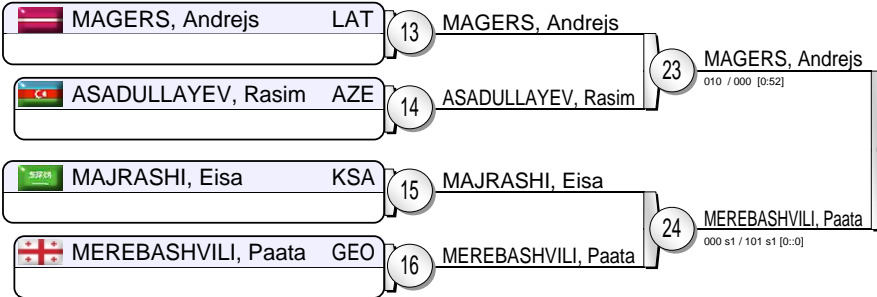 MAGERS, Andrejs LAT
13
MAGERS, Andrejs
23
MAGERS, Andrejs
010 / 000 [0:52]
ASADULLAYEV, Rasim AZE
14
ASADULLAYEV, Rasim
MAJRASHI, Eisa KSA
15
MAJRASHI, Eisa
24
MEREBASHVILI, Paata
000 s1 / 101 s1 [0::0]
MEREBASHVILI, Paata GEO
16
MEREBASHVILI, Paata